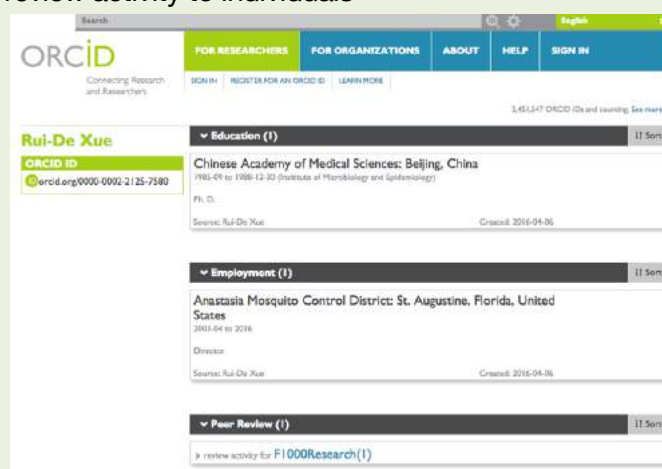 review activity to individuals
Search
English
ORCiD
Connecting Research
and Researchers
FOR RESEARCHERS FOR ORGANIZATIONS ABOUT HELP SIGN IN
SIGN IN REGISTER FOR AN ORCID ID LEARN MORE
3,451,347 ORCID iDs and counting. See more
Rui-De Xue
ORCID ID
iD orcid.org/0000-0002-2125-7580
Education (1)
Sort
Chinese Academy of Medical Sciences: Beijing, China
1985-09 to 1988-12-30 (Institute of Microbiology and Epidemiology)
Ph. D.
Source: Rui-De Xue Created: 2016-04-06
Employment (1)
Sort
Anastasia Mosquito Control District: St. Augustine, Florida, United
States
2003-04 to 2016
Director
Source: Rui-De Xue Created: 2016-04-06
Peer Review (1)
Sort
review activity for F1000Research(1)